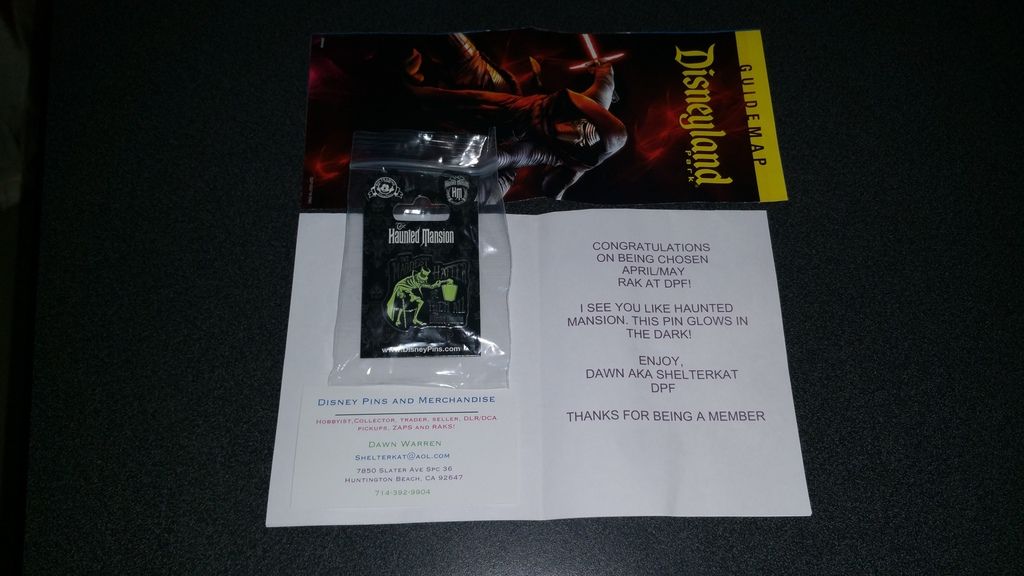 GUIDEMAP
Disneyland
Park
The
Haunted Mansion
HM
www.DisneyPins.com
DISNEY PINS AND MERCHANDISE
HOBBYIST,COLLECTOR, TRADER, SELLER, DLR/DCA
PICKUPS, ZAPS AND RAKS!
DAWN WARREN
SHELTERKAT@AOL.COM
7850 SLATER AVE SPC 36
HUNTINGTON BEACH, CA 92647
714-392-9904
CONGRATULATIONS
ON BEING CHOSEN
APRIL/MAY
RAK AT DPF!
I SEE YOU LIKE HAUNTED
MANSION. THIS PIN GLOWS IN
THE DARK!
ENJOY,
DAWN AKA SHELTERKAT
DPF
THANKS FOR BEING A MEMBER